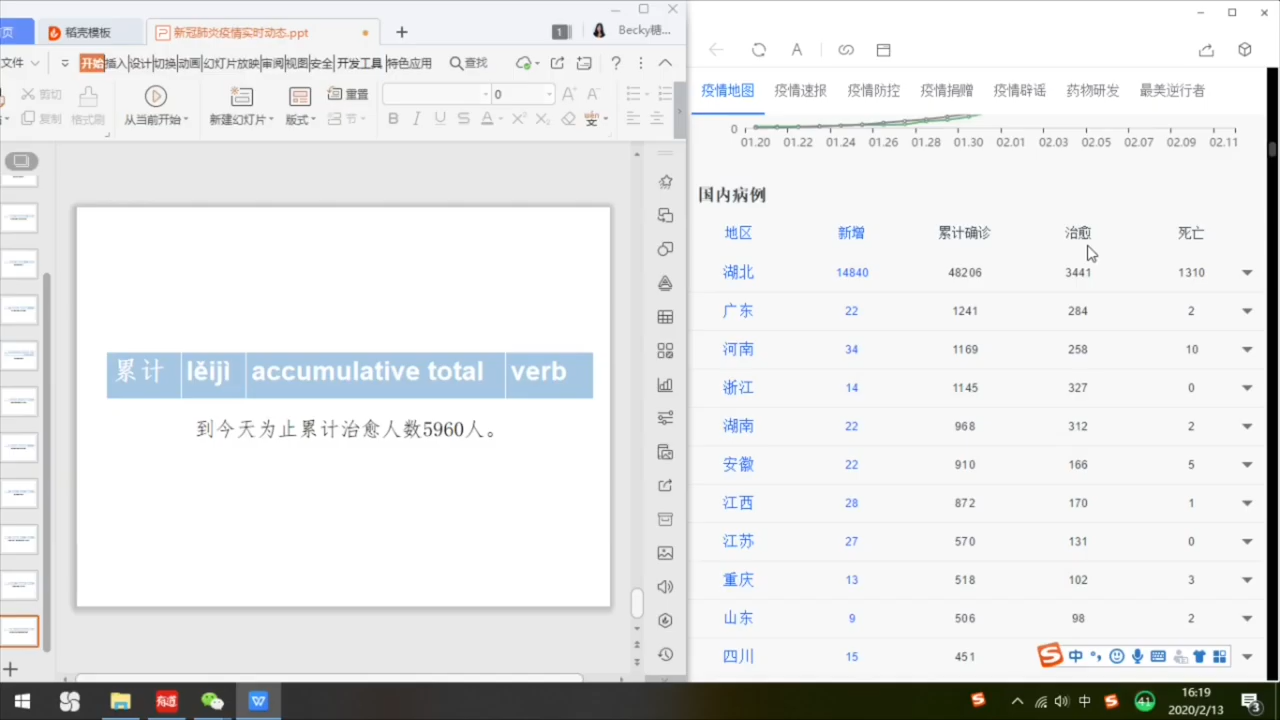 页
稻壳模板
新冠肺炎疫情实时动态.ppt
1
Becky糖...
文件
开始
插入
设计
切换
动画
幻灯片放映
审阅
视图
安全
开发工具
特色应用
查找
剪切
复制
格式刷
从当前开始
新建幻灯片
版式
重置
节
0
B I U S A X² X₂
累计 lěijì accumulative total verb
到今天为止累计治愈人数5960人。
疫情地图 疫情速报 疫情防控 疫情捐赠 疫情辟谣 药物研发 最美逆行者
0
01.20 01.22 01.24 01.26 01.28 01.30 02.01 02.03 02.05 02.07 02.09 02.11
国内病例
地区 新增 累计确诊 治愈 死亡
湖北 14840 48206 3441 1310
广东 22 1241 284 2
河南 34 1169 258 10
浙江 14 1145 327 0
湖南 22 968 312 2
安徽 22 910 166 5
江西 28 872 170 1
江苏 27 570 131 0
重庆 13 518 102 3
山东 9 506 98 2
四川 15 451
中
有道
W
中
41
16:19
2020/2/13
3